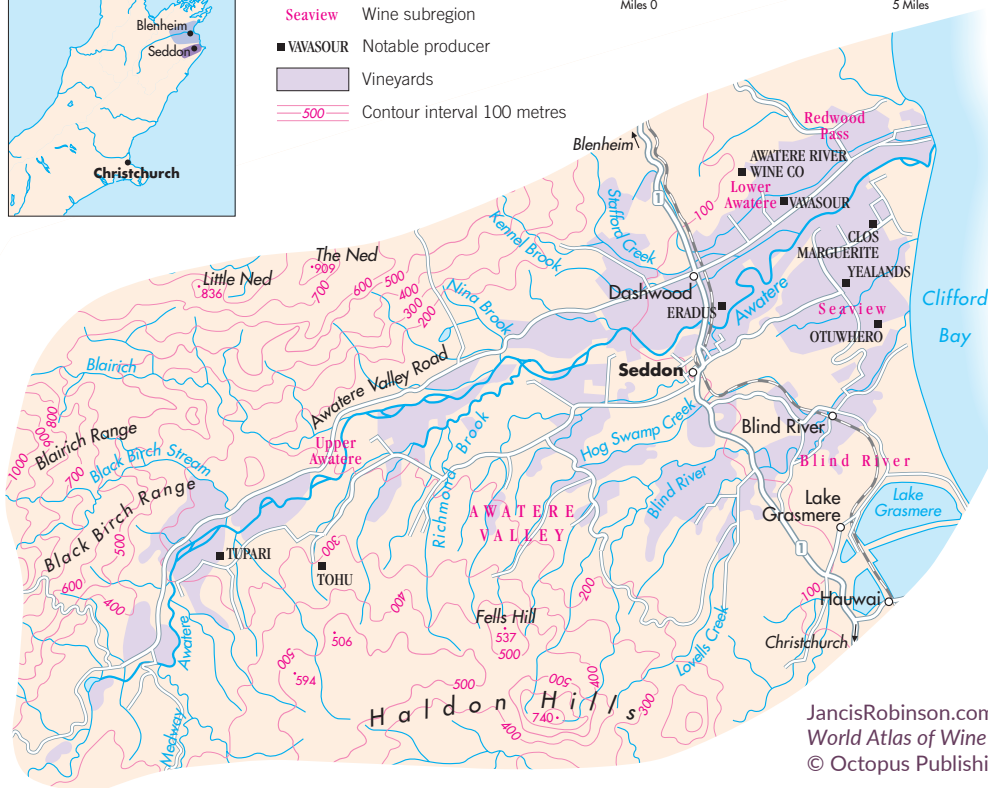 Miles 0 5 Miles
Blenheim
Seddon
Christchurch
Seaview Wine subregion
VAVASOUR Notable producer
Vineyards
500 Contour interval 100 metres
Blenheim
Redwood
Pass
AWATERE RIVER
WINE CO
Lower
Awatere
VAVASOUR
1
100
Stafford Creek
Kennel Brook
CLOS
MARGUERITE
YEALANDS
Seaview
OTUWHERO
Clifford
Bay
The Ned
909
Little Ned
836
700
600
500
400
300
200
Nina Brook
Dashwood
ERADUS
Awatere
Seddon
Blairich
Awatere Valley Road
Blind River
Hog Swamp Creek
800
900
1000
Blairich Range
700
Black Birch Stream
Upper
Awatere
Richmond Brook
Blind River
Blind River
Black Birch Range
500
AWATERE
VALLEY
Lake
Grasmere
Lake
Grasmere
1
TUPARI
300
TOHU
600
400
400
200
100
Hauwai
Christchurch
Awatere
506
Fells Hill
537
500
Lovells Creek
500
594
500
500
400
300
Haldon Hills
740
400
Medway
JancisRobinson.com
World Atlas of Wine
© Octopus Publishi